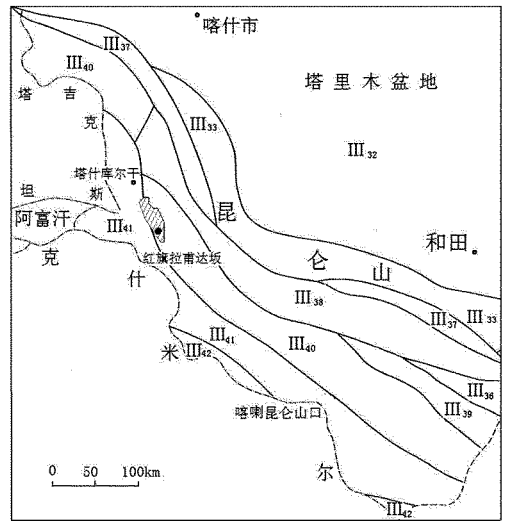 喀什市
III37
III40
塔里木盆地
塔 吉 克
III33
III32
塔什库尔干
坦 斯
昆
阿富汗
III41
和田
克
仑 山
红旗拉甫达坂
什
III38
III37
III33
III41
III40
米
III42
III36
III39
喀喇昆仑山口
0 50 100km
尔
III42